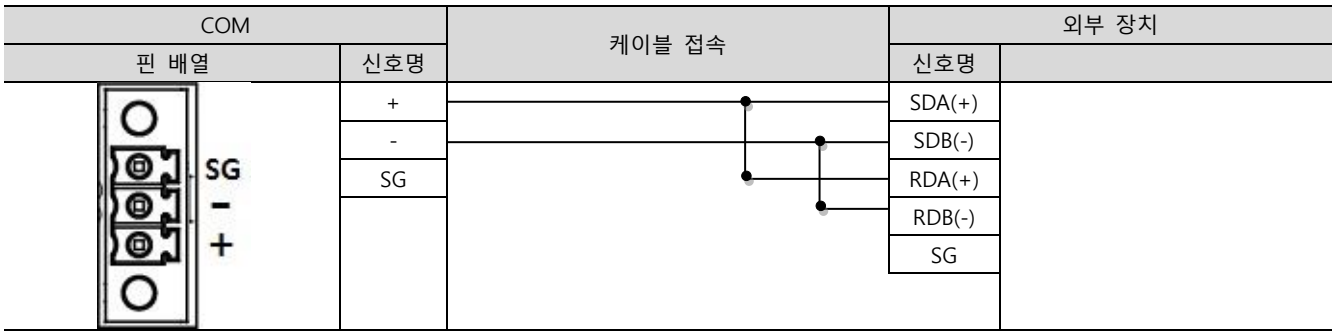 COM
케이블 접속
외부 장치
핀 배열
신호명
신호명
SG
-
+
+
-
SG
SDA(+)
SDB(-)
RDA(+)
RDB(-)
SG